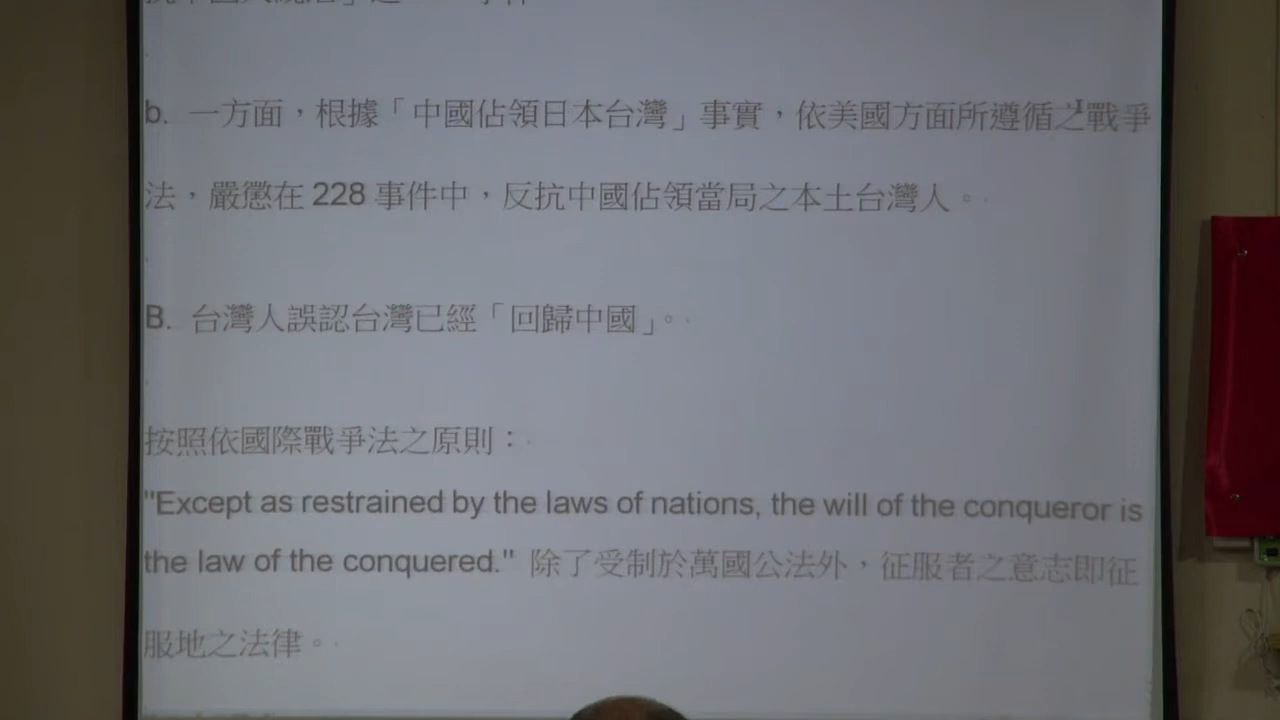 b. 一方面，根據「中國佔領日本台灣」事實，依美國方面所遵循之戰爭
法，嚴懲在 228 事件中，反抗中國佔領當局之本土台灣人。
B. 台灣人誤認台灣已經「回歸中國」。
按照依國際戰爭法之原則：
"Except as restrained by the laws of nations, the will of the conqueror is
the law of the conquered." 除了受制於萬國公法外，征服者之意志即征
服地之法律。